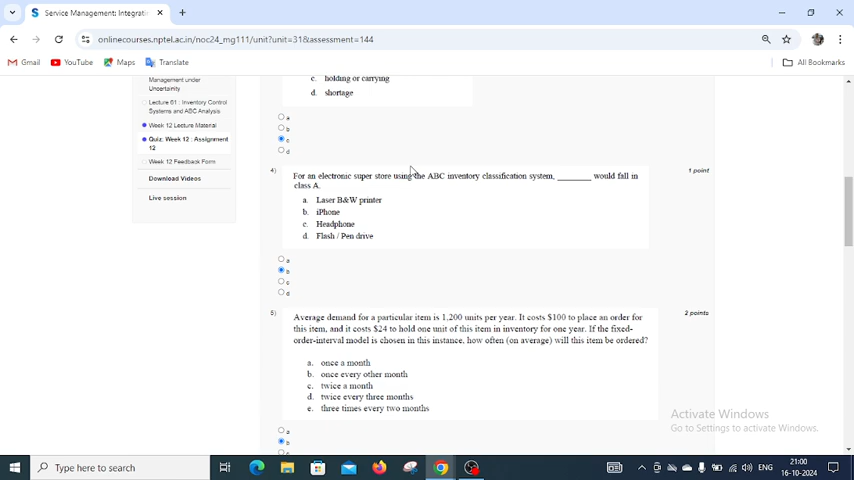 Service Management: Integratin
onlinecourses.nptel.ac.in/noc24_mg111/unit?unit=31&assessment=144
Gmail
YouTube
Maps
Translate
All Bookmarks
Management under
Uncertainty
Lecture 61 : Inventory Control
Systems and ABC Analysis
Week 12 Lecture Material
Quiz: Week 12 : Assignment
12
Week 12 Feedback Form
Download Videos
Live session
c. holding or carrying
d. shortage
a
b
c
d
4)
For an electronic super store using the ABC inventory classification system, ________ would fall in
class A.
1 point
a. Laser B&W printer
b. iPhone
c. Headphone
d. Flash / Pen drive
a
b
c
d
5)
Average demand for a particular item is 1,200 units per year. It costs $100 to place an order for
this item, and it costs $24 to hold one unit of this item in inventory for one year. If the fixed-
order-interval model is chosen in this instance, how often (on average) will this item be ordered?
2 points
a. once a month
b. once every other month
c. twice a month
d. twice every three months
e. three times every two months
a
b
c
Activate Windows
Go to Settings to activate Windows.
Type here to search
ENG
21:00
16-10-2024